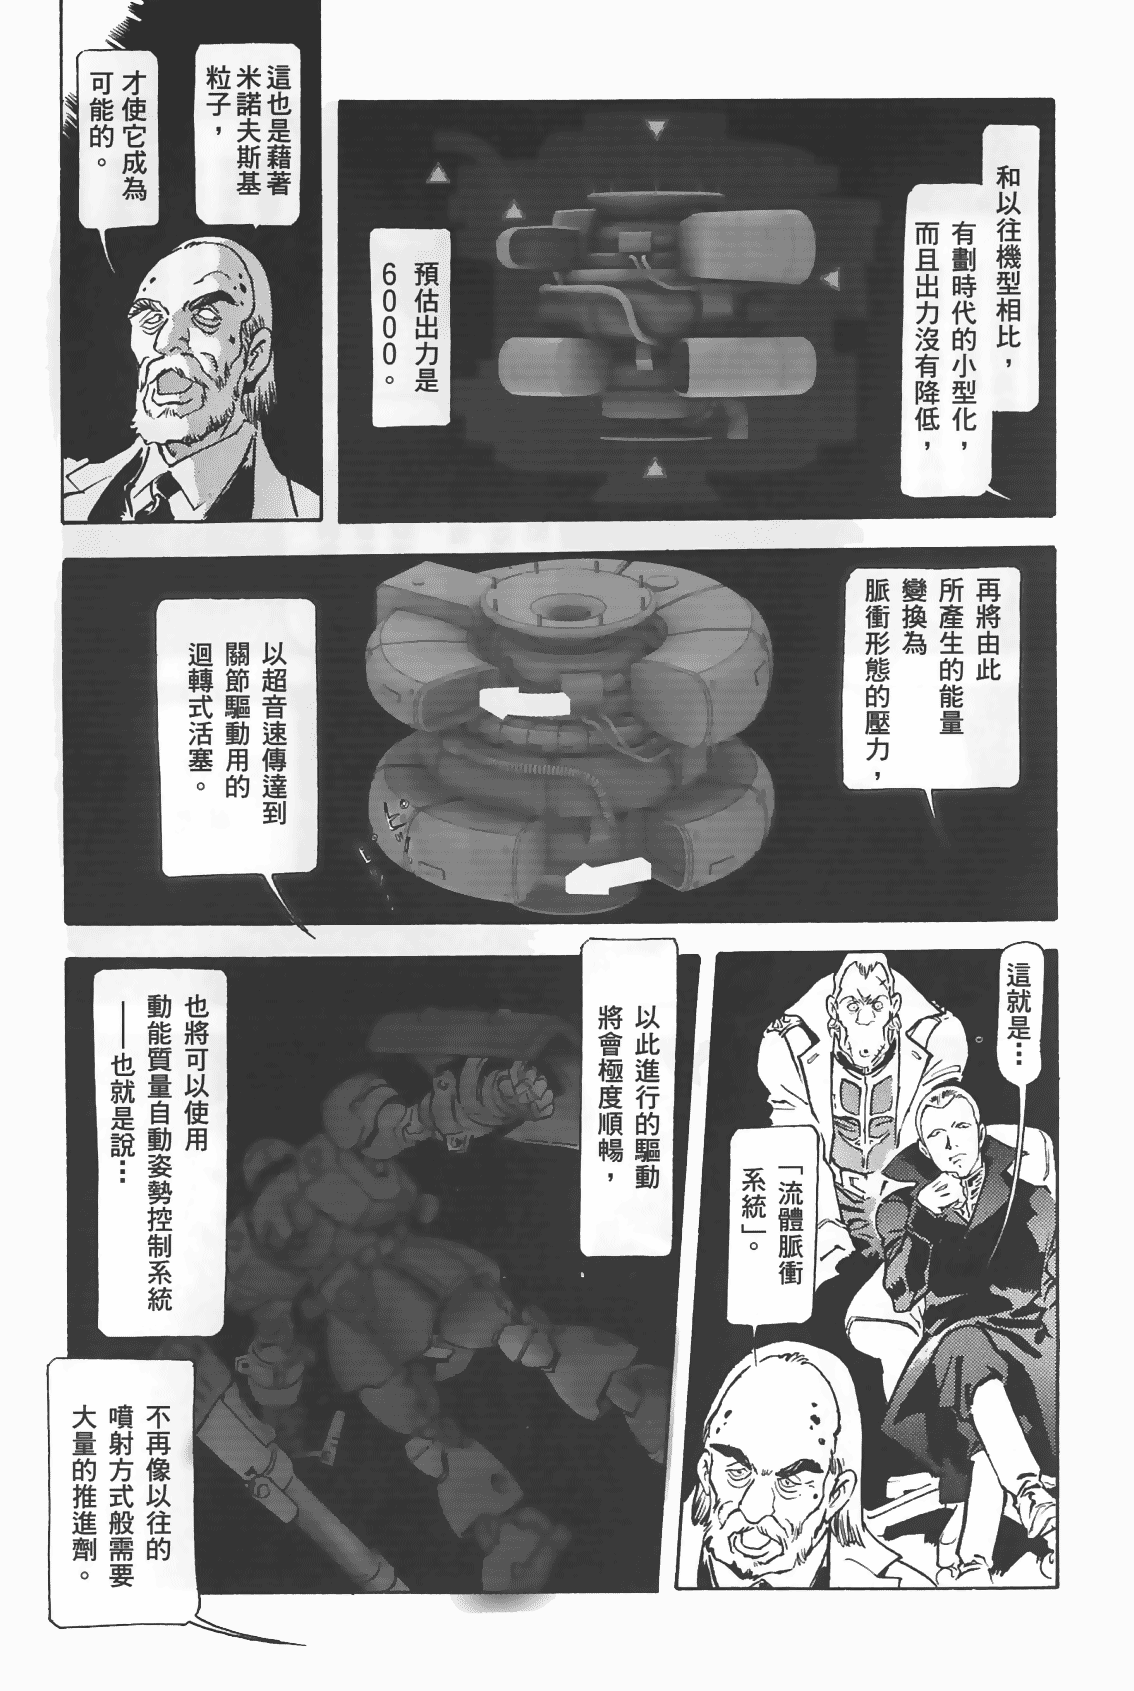 和以往機型相比，
有劃時代的小型化，
而且出力沒有降低，
預估出力是
6000。
這也是藉著
米諾夫斯基
粒子，
才使它成為
可能的。
再將由此
所產生的能量
變換為
脈衝形態的壓力，
以超音速傳達到
關節驅動用的
迴轉式活塞。
這就是…
「流體脈衝
系統」。
以此進行的驅動
將會極度順暢，
也將可以使用
動能質量自動姿勢控制系統
——也就是說…
不再像以往的
噴射方式般需要
大量的推進劑。